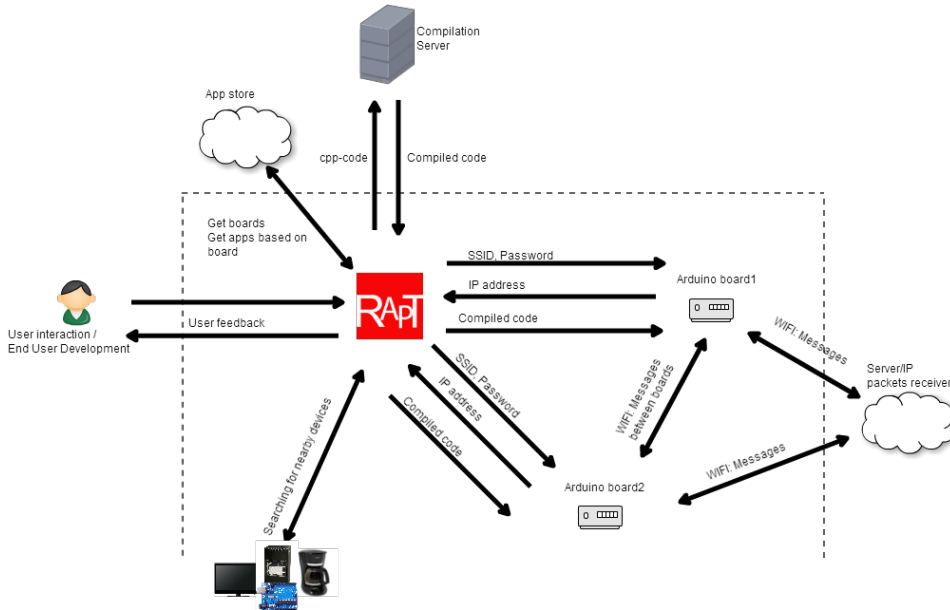 Compilation
Server
App store
cpp-code
Compiled code
Get boards
Get apps based on
board
SSID, Password
Arduino board1
IP address
RAPT
User feedback
Compiled code
User interaction /
End User Development
WIFI: Messages
Server/IP
packets receiver
SSID, Password
IP address
Compiled code
WIFI: Messages
between boards
Searching for nearby devices
WIFI: Messages
Arduino board2